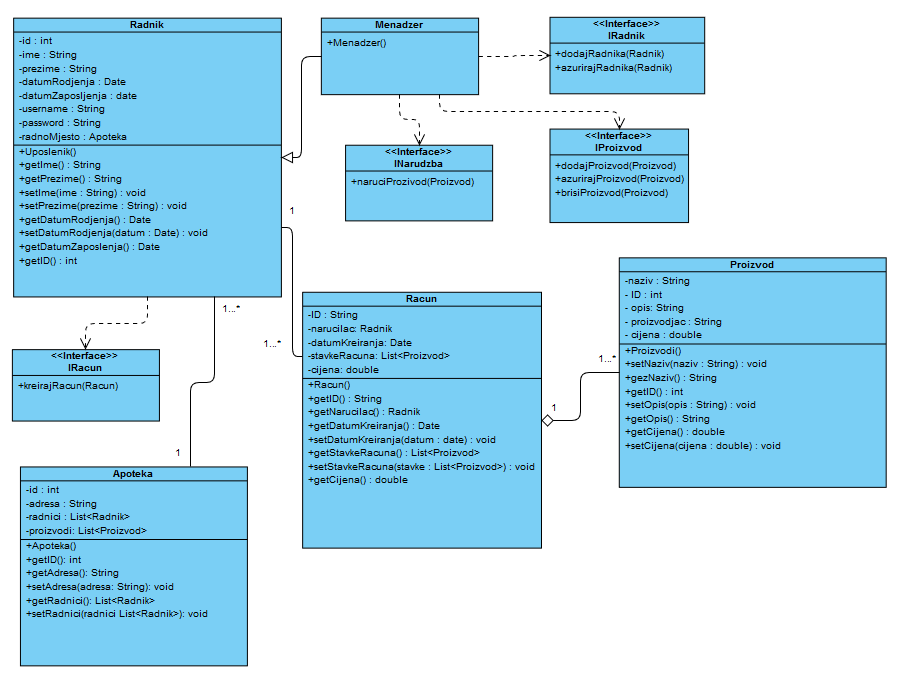 Radnik
-id : int
-ime : String
-prezime : String
-datumRodjenja : Date
-datumZaposljenja : date
-username : String
-password : String
-radnoMjesto : Apoteka
+Uposlenik()
+getIme() : String
+getPrezime() : String
+setIme(ime : String) : void
+setPrezime(prezime : String) : void
+getDatumRodjenja() : Date
+setDatumRodjenja(datum : Date) : void
+getDatumZaposlenja() : Date
+getID() : int
Menadzer
+Menadzer()
<<Interface>>
IRadnik
+dodajRadnika(Radnik)
+azurirajRadnika(Radnik)
<<Interface>>
INarudzba
+naruciProzivod(Proizvod)
<<Interface>>
IProizvod
+dodajProizvod(Proizvod)
+azurirajProizvod(Proizvod)
+brisiProizvod(Proizvod)
1
1...*
1...*
1
<<Interface>>
IRacun
+kreirajRacun(Racun)
Racun
-ID : String
-narucilac: Radnik
-datumKreiranja: Date
-stavkeRacuna: List<Proizvod>
-cijena: double
+Racun()
+getID() : String
+getNarucilac() : Radnik
+getDatumKreiranja() : Date
+setDatumKreiranja(datum : date) : void
+getStavkeRacuna() : List<Proizvod>
+setStavkeRacuna(stavke : List<Proizvod>) : void
+getCijena() : double
1
1...*
Proizvod
-naziv : String
- ID : int
- opis: String
- proizvodjac : String
- cijena : double
+Proizvodi()
+setNaziv(naziv : String) : void
+gezNaziv() : String
+getID() : int
+setOpis(opis : String) : void
+getOpis() : String
+getCijena() : double
+setCijena(cijena : double) : void
Apoteka
-id : int
-adresa : String
-radnici : List<Radnik>
-proizvodi: List<Proizvod>
+Apoteka()
+getID(): int
+getAdresa(): String
+setAdresa(adresa: String): void
+getRadnici(): List<Radnik>
+setRadnici(radnici List<Radnik>): void